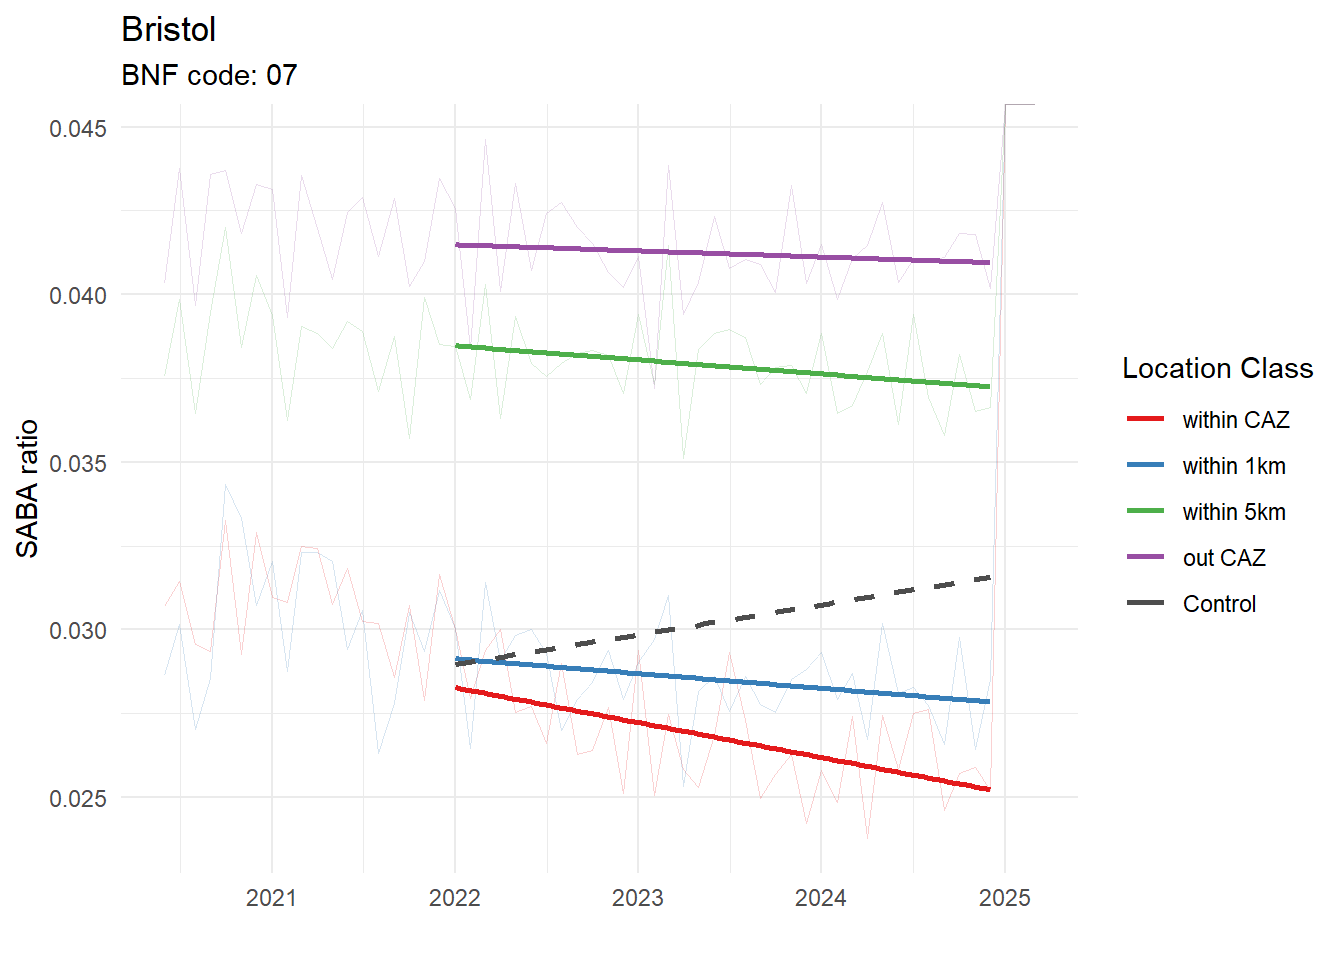 Bristol
BNF code: 07
SABA ratio
0.045
0.040
0.035
0.030
0.025
2021
2022
2023
2024
2025
Location Class
within CAZ
within 1km
within 5km
out CAZ
Control